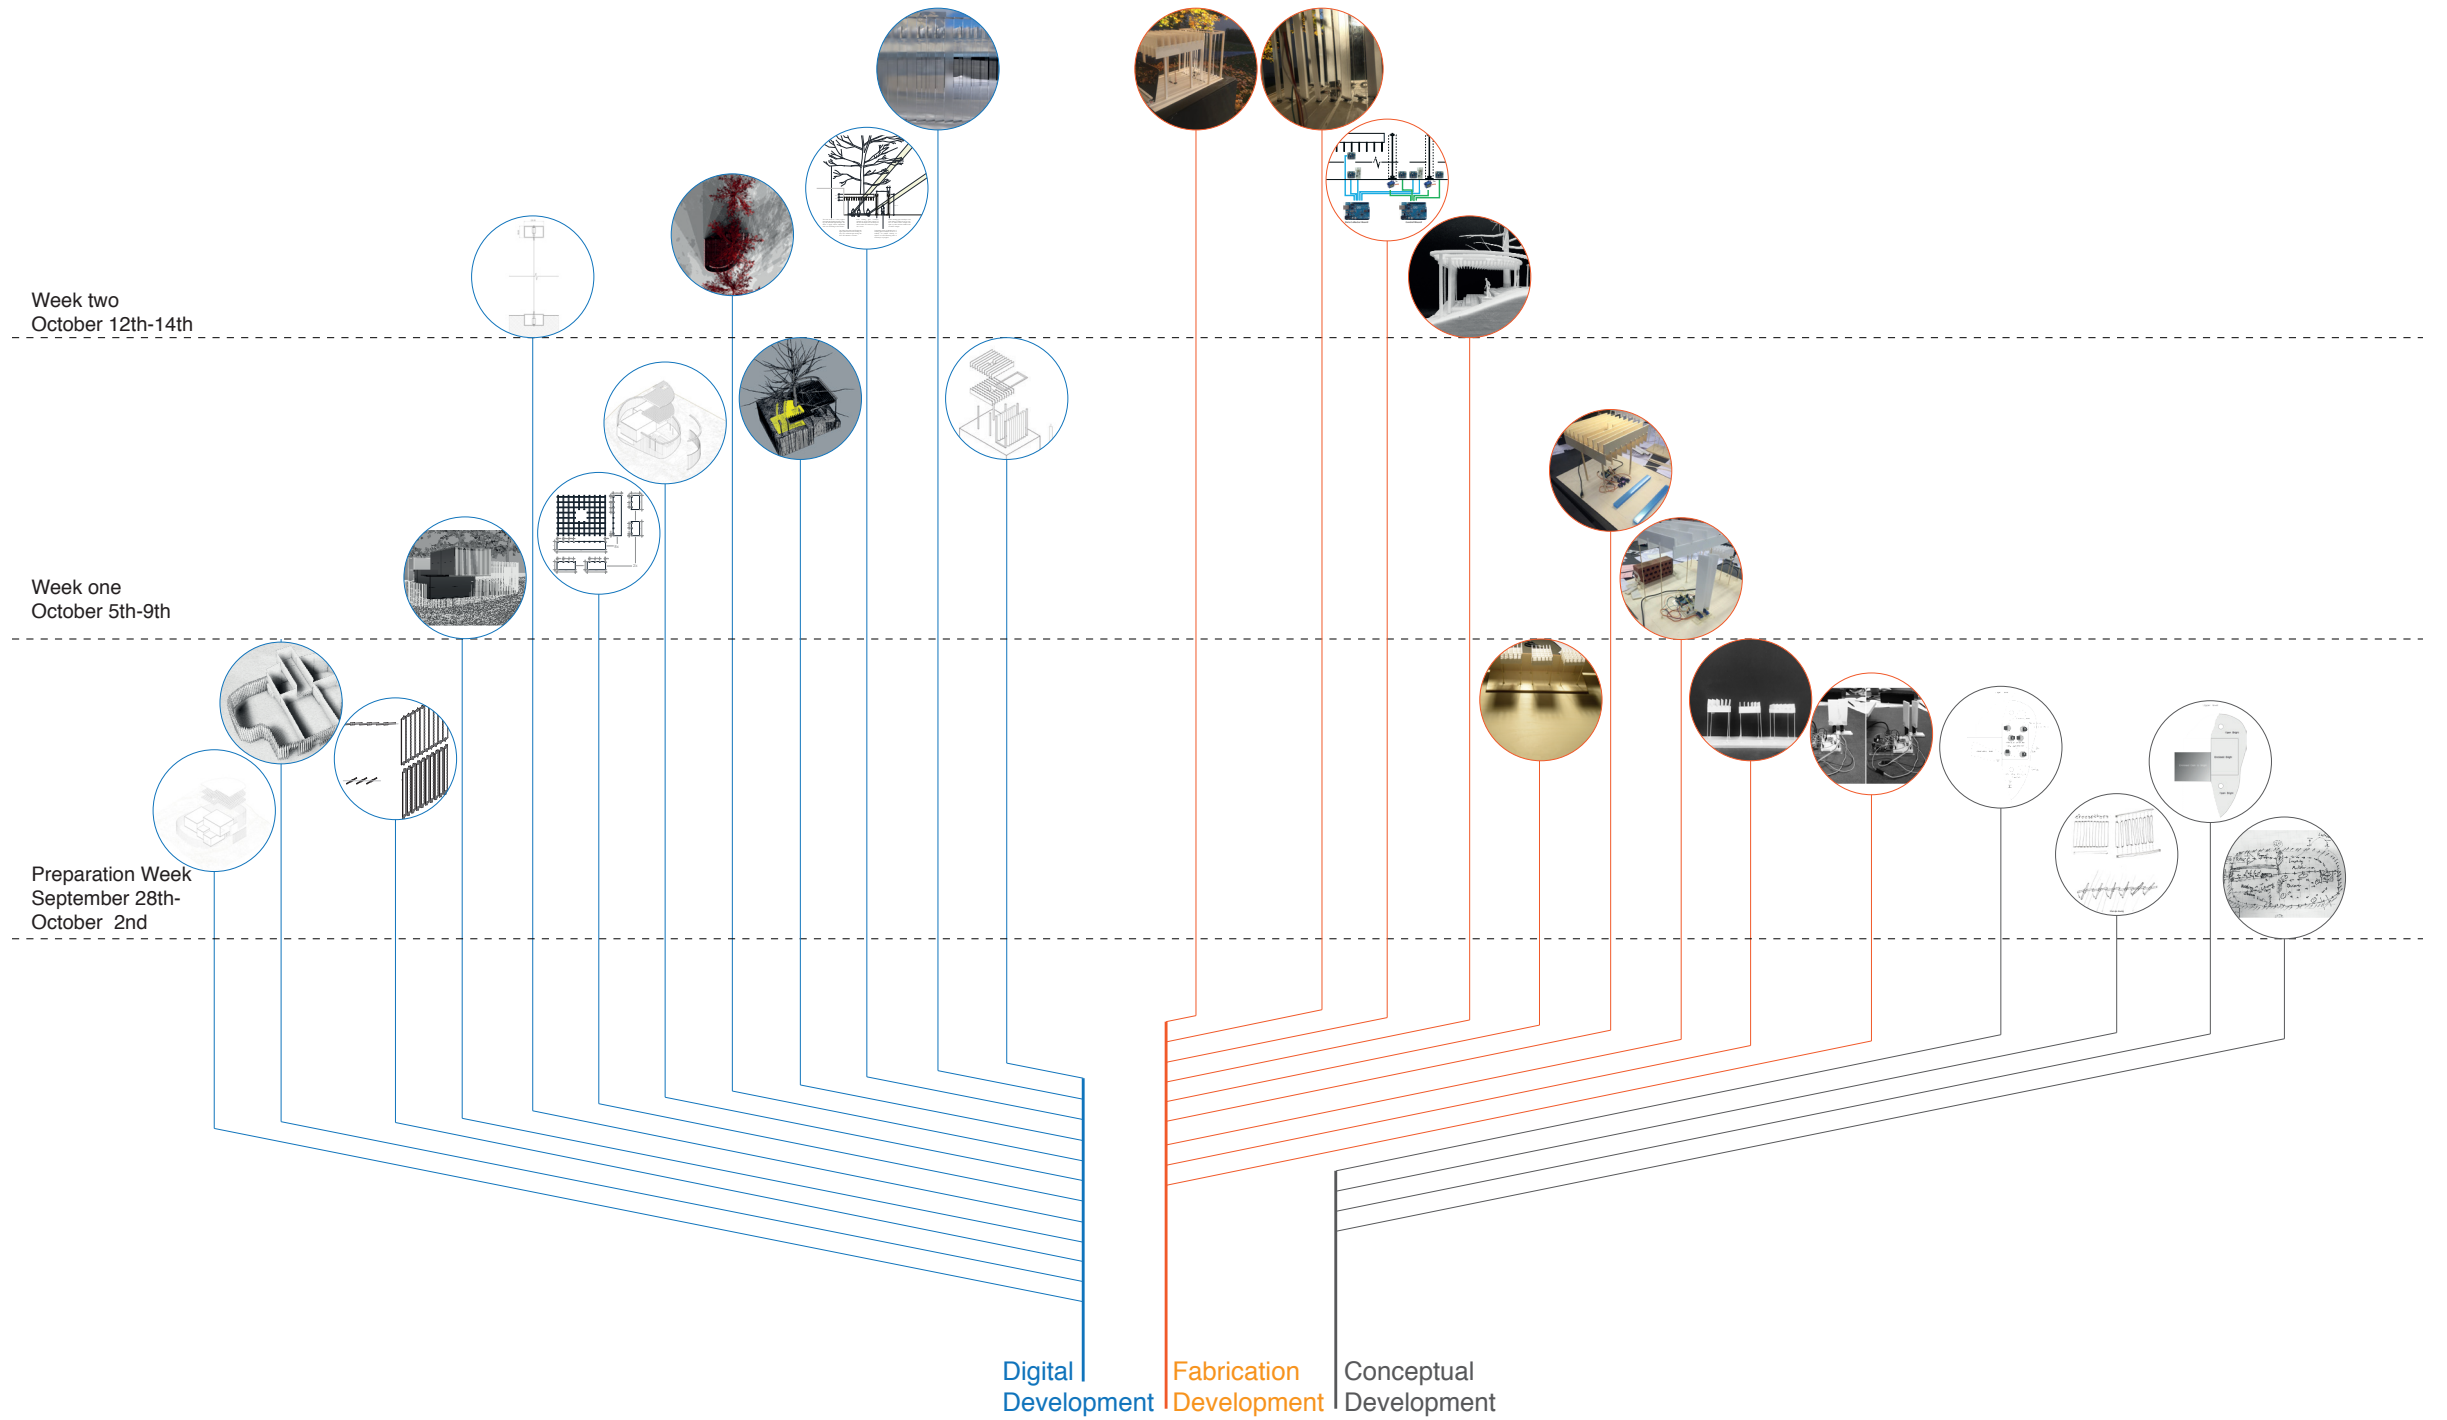 Week two
October 12th-14th
Week one
October 5th-9th
Preparation Week
September 28th-
October 2nd
Digital
Development
Fabrication
Development
Conceptual
Development